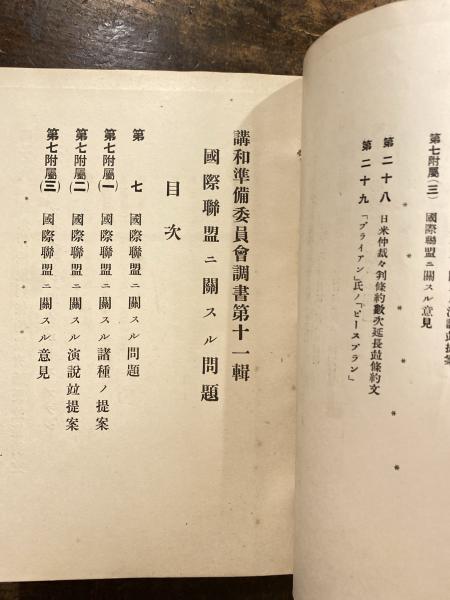 第七附屬(三) 國際聯盟ニ關スル意見
第二十八 日米仲裁々判條約數次延長竝條約文
第二十九 「ブライアン」氏ノ「ピースプラン」
講和準備委員會調書第十一輯
國際聯盟ニ關スル問題
目次
第七 國際聯盟ニ關スル問題
第七附屬(一) 國際聯盟ニ關スル諸種ノ提案
第七附屬(二) 國際聯盟ニ關スル演說竝提案
第七附屬(三) 國際聯盟ニ關スル意見